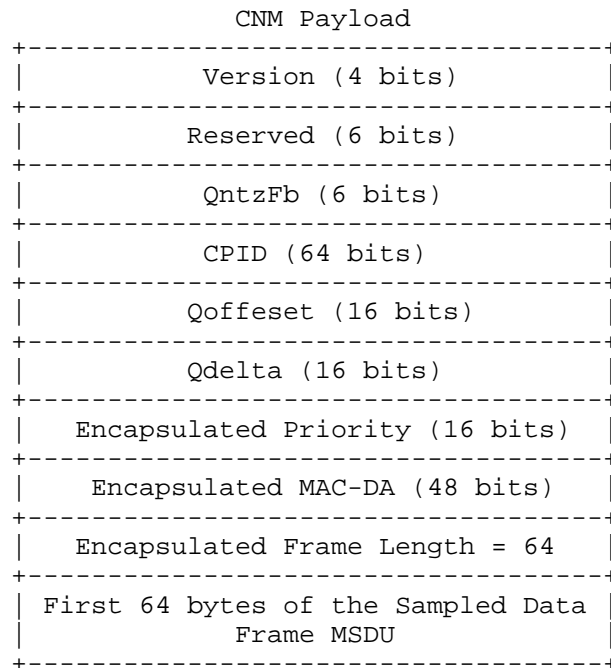 CNM Payload
Version (4 bits)
Reserved (6 bits)
QntzFb (6 bits)
CPID (64 bits)
Qoffeset (16 bits)
Qdelta (16 bits)
Encapsulated Priority (16 bits)
Encapsulated MAC-DA (48 bits)
Encapsulated Frame Length = 64
First 64 bytes of the Sampled Data
Frame MSDU